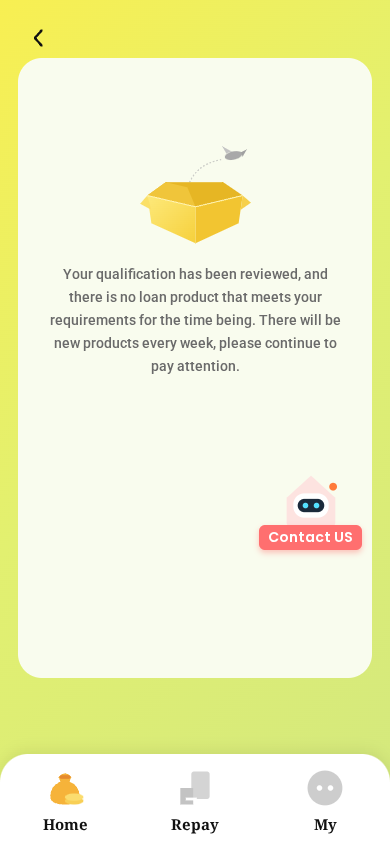 Your qualification has been reviewed, and
there is no loan product that meets your
requirements for the time being. There will be
new products every week, please continue to
pay attention.
Contact US
Home
Repay
My